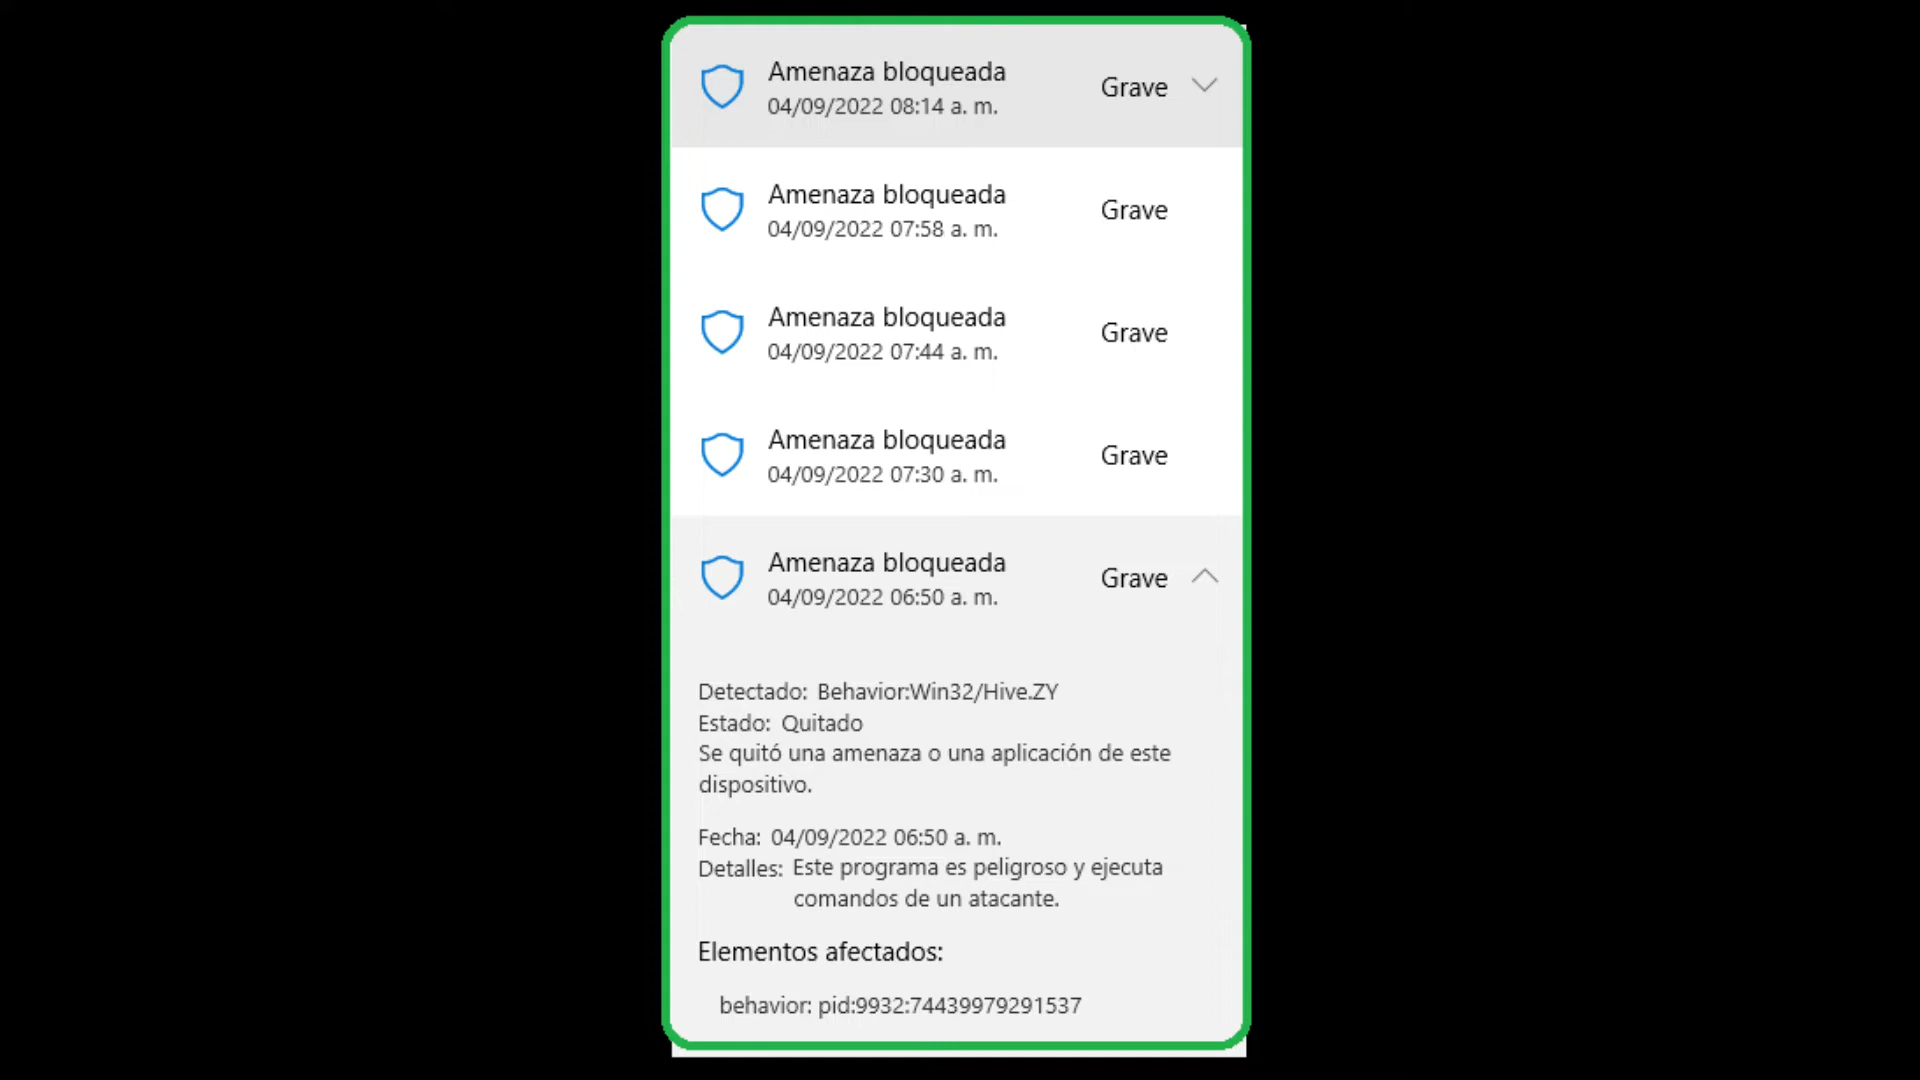 Amenaza bloqueada
04/09/2022 08:14 a. m.
Grave
Amenaza bloqueada
04/09/2022 07:58 a. m.
Grave
Amenaza bloqueada
04/09/2022 07:44 a. m.
Grave
Amenaza bloqueada
04/09/2022 07:30 a. m.
Grave
Amenaza bloqueada
04/09/2022 06:50 a. m.
Grave
Detectado: Behavior:Win32/Hive.ZY
Estado: Quitado
Se quitó una amenaza o una aplicación de este
dispositivo.
Fecha: 04/09/2022 06:50 a. m.
Detalles: Este programa es peligroso y ejecuta
comandos de un atacante.
Elementos afectados:
behavior: pid:9932:74439979291537